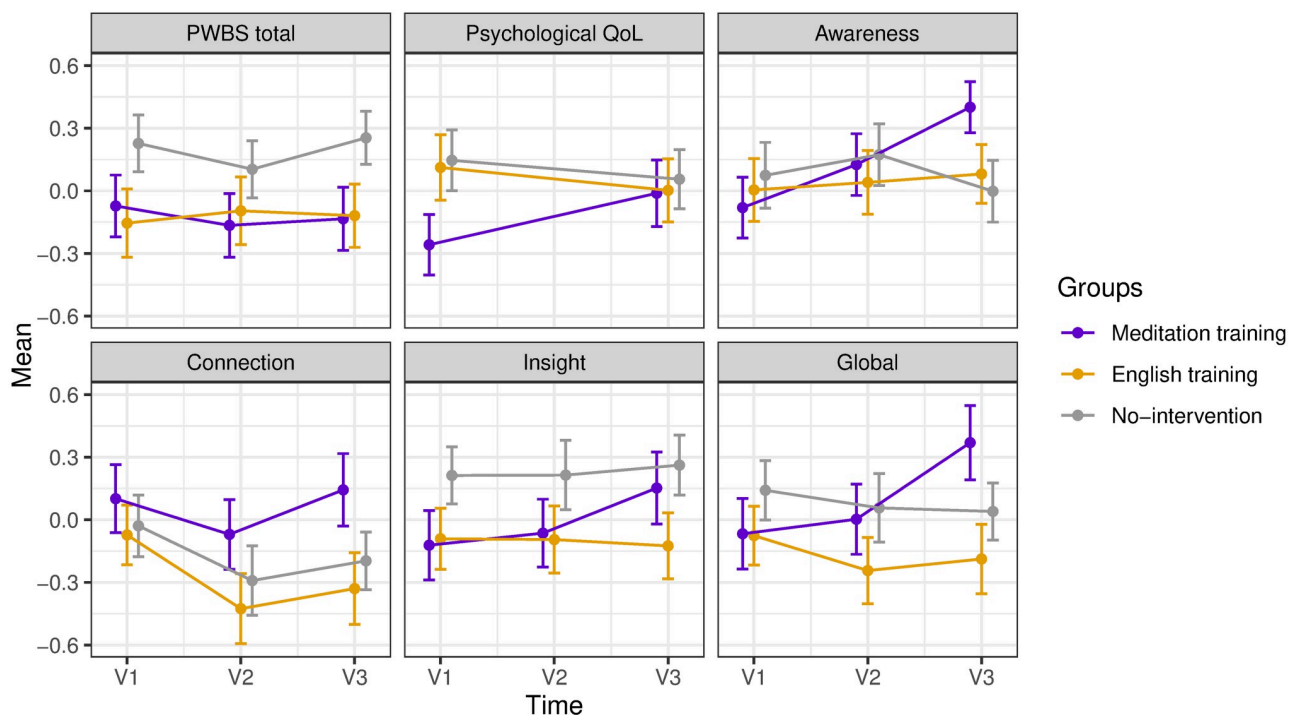 PWBS total
Psychological QoL
Awareness
0.6
0.3
0.0
−0.3
−0.6
Connection
Insight
Global
0.6
0.3
0.0
−0.3
−0.6
V1 V2 V3
V1 V2 V3
V1 V2 V3
Mean
Time
Groups
Meditation training
English training
No−intervention